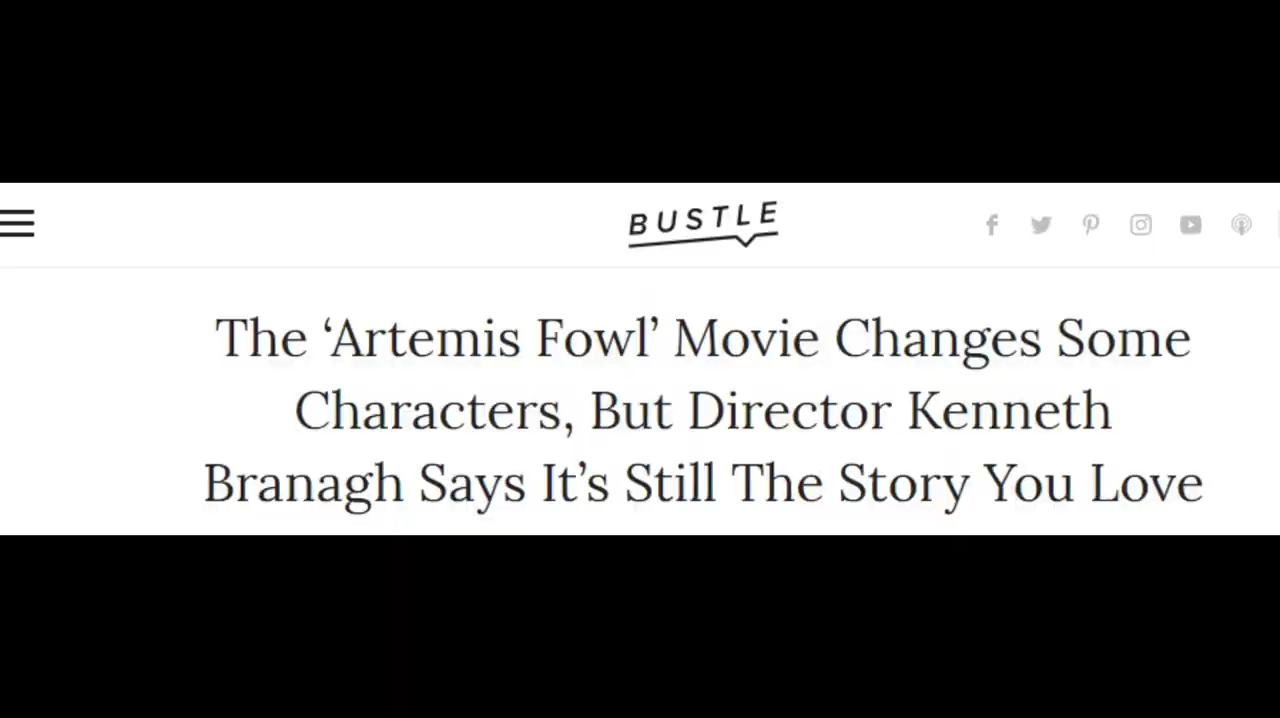 BUSTLE
The ‘Artemis Fowl’ Movie Changes Some
Characters, But Director Kenneth
Branagh Says It’s Still The Story You Love